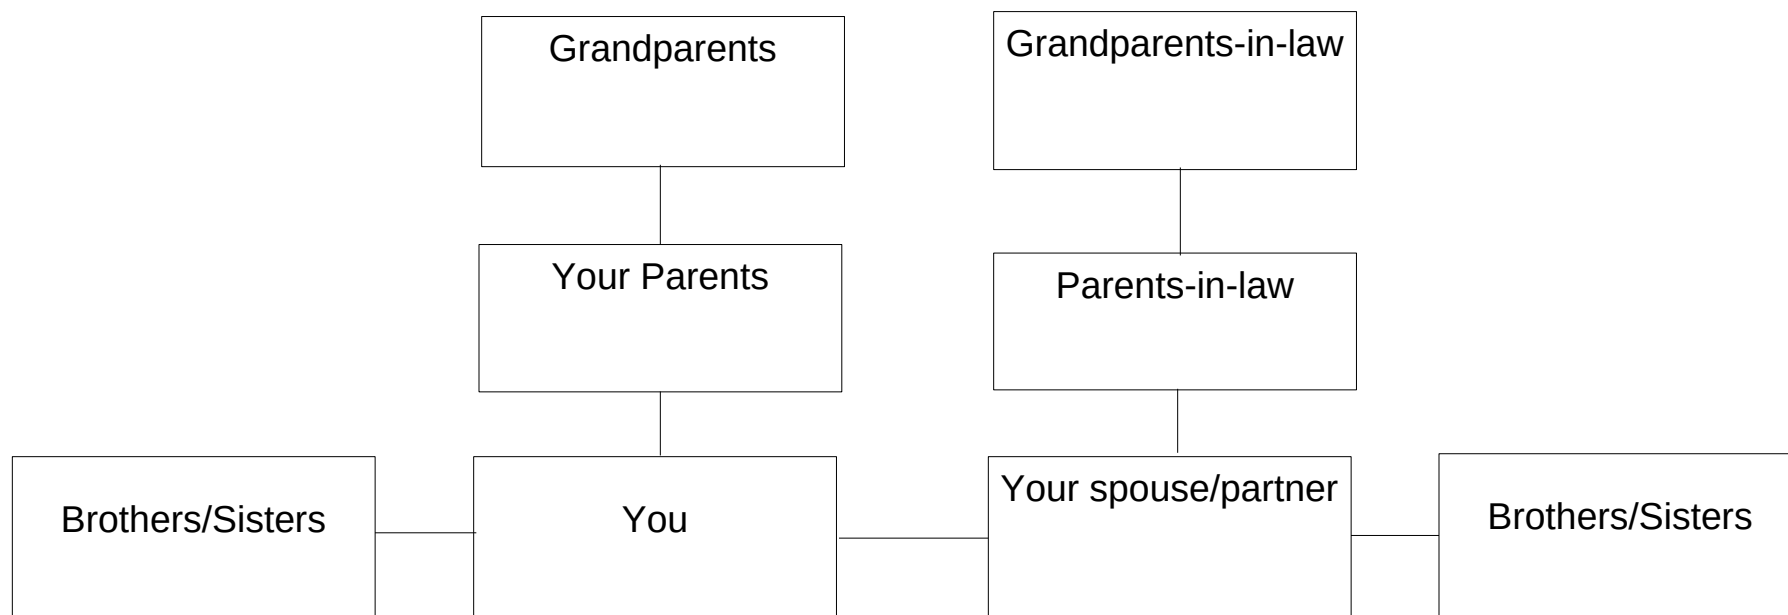 Grandparents
Grandparents-in-law
Your Parents
Parents-in-law
Brothers/Sisters
You
Your spouse/partner
Brothers/Sisters